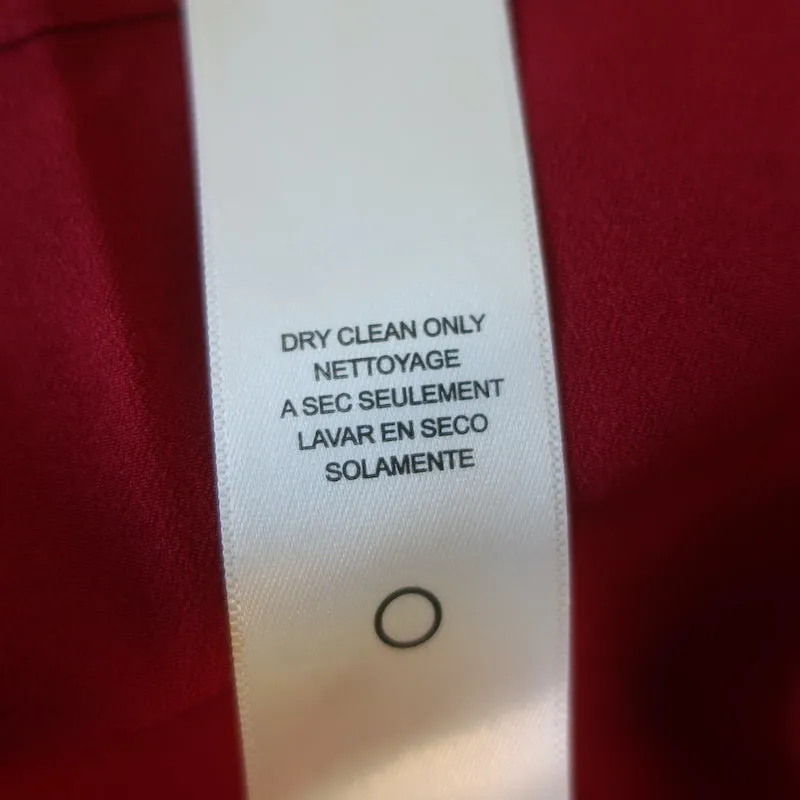 DRY CLEAN ONLY
NETTOYAGE
A SEC SEULEMENT
LAVAR EN SECO
SOLAMENTE